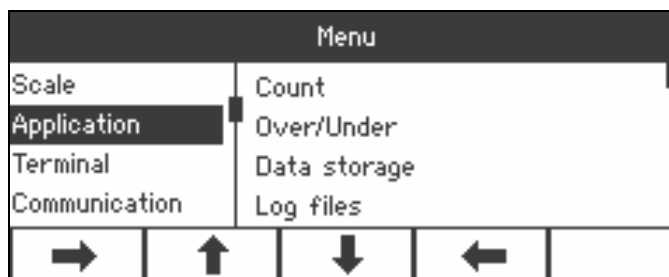 Menu
Scale
Application
Terminal
Communication
Count
Over/Under
Data storage
Log files